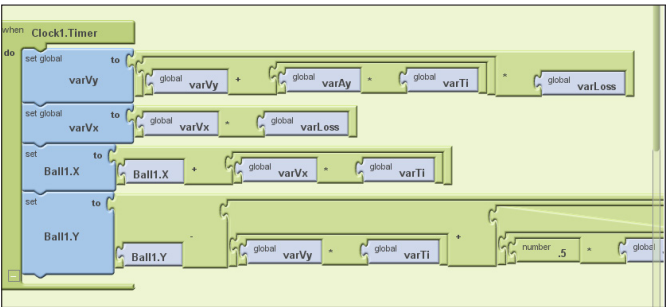 when Clock1.Timer
do set global varVy to global varVy + global varAy * global varTi * global varLoss
set global varVx to global varVx * global varLoss
set Ball1.X to Ball1.X + global varVx * global varTi
set Ball1.Y to Ball1.Y - global varVy * global varTi + number .5 * global